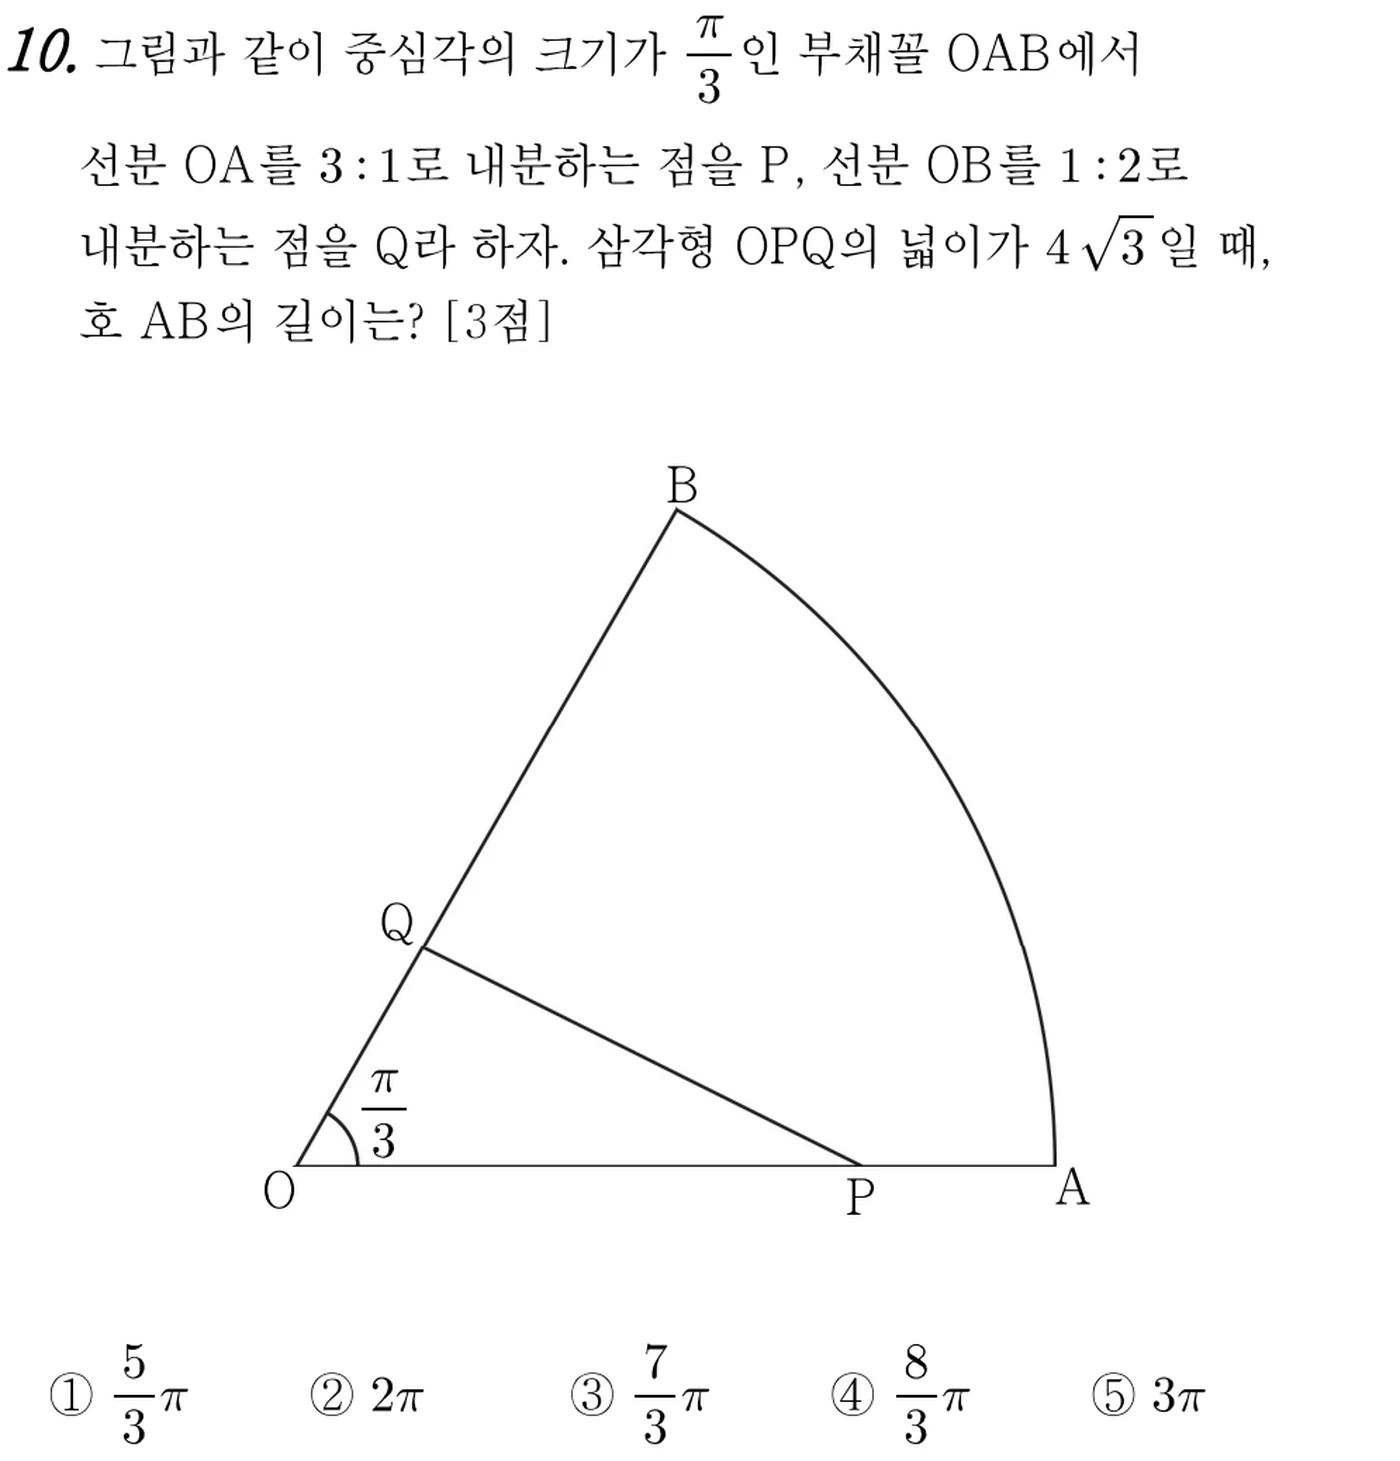 10. 그림과 같이 중심각의 크기가 π/3인 부채꼴 OAB에서
선분 OA를 3 : 1로 내분하는 점을 P, 선분 OB를 1 : 2로
내분하는 점을 Q라 하자. 삼각형 OPQ의 넓이가 4√3일 때,
호 AB의 길이는? [3점]
B
Q
π/3
O
P
A
① 5/3π ② 2π ③ 7/3π ④ 8/3π ⑤ 3π